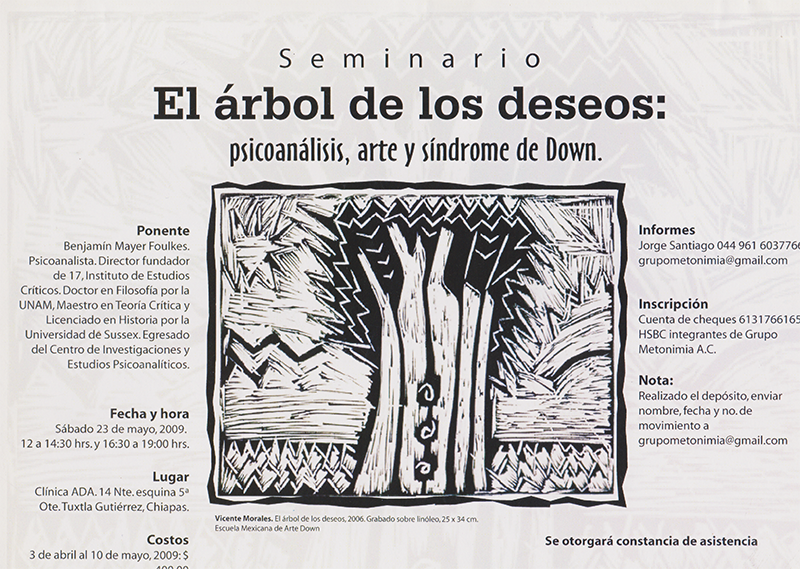 Seminario
El árbol de los deseos:
psicoanálisis, arte y síndrome de Down.
Ponente
Benjamín Mayer Foulkes.
Psicoanalista. Director fundador
de 17, Instituto de Estudios
Críticos. Doctor en Filosofía por la
UNAM, Maestro en Teoría Crítica y
Licenciado en Historia por la
Universidad de Sussex. Egresado
del Centro de Investigaciones y
Estudios Psicoanalíticos.
Fecha y hora
Sábado 23 de mayo, 2009.
12 a 14:30 hrs. y 16:30 a 19:00 hrs.
Lugar
Clínica ADA. 14 Nte. esquina 5ª
Ote. Tuxtla Gutiérrez, Chiapas.
Costos
3 de abril al 10 de mayo, 2009: $
Vicente Morales. El árbol de los deseos, 2006. Grabado sobre linóleo, 25 x 34 cm.
Escuela Mexicana de Arte Down
Informes
Jorge Santiago 044 961 6037766
grupometonimia@gmail.com
Inscripción
Cuenta de cheques 6131766165
HSBC integrantes de Grupo
Metonimia A.C.
Nota:
Realizado el depósito, enviar
nombre, fecha y no. de
movimiento a
grupometonimia@gmail.com
Se otorgará constancia de asistencia